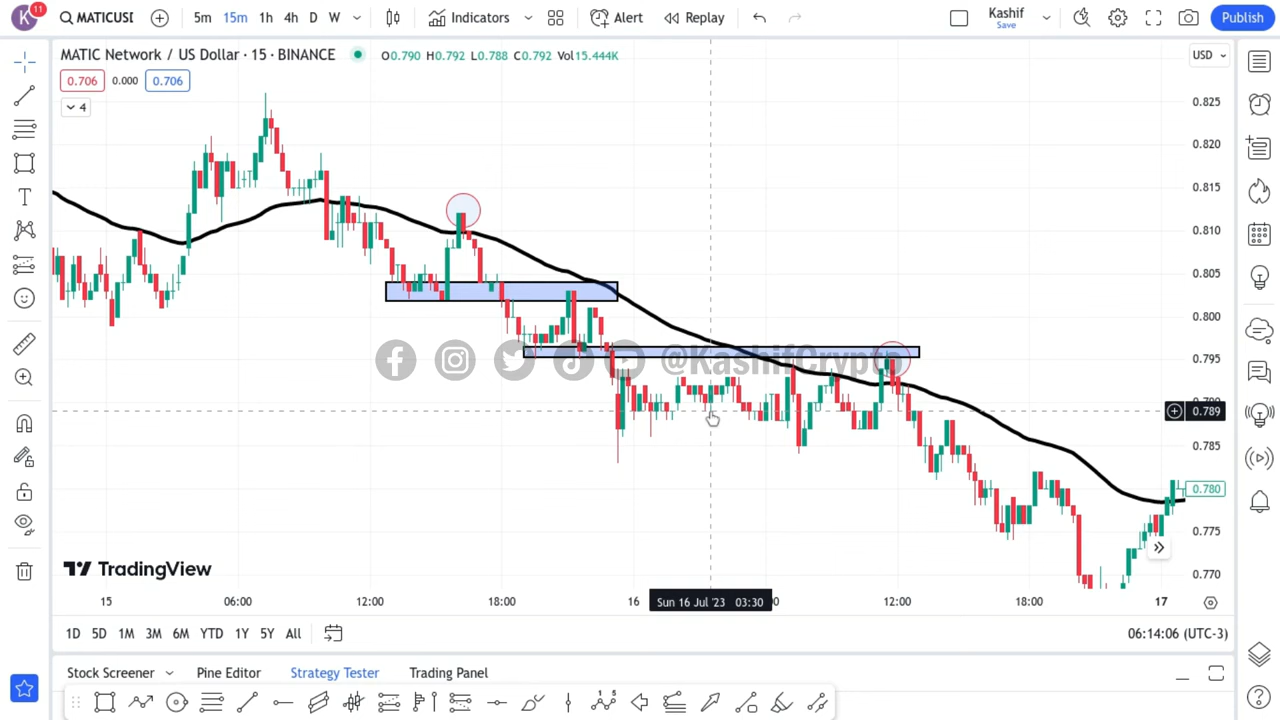 K 11 MATICUSI 5m 15m 1h 4h D W Indicators Alert Replay Kashif Save Publish
MATIC Network / US Dollar · 15 · BINANCE O0.790 H0.792 L0.788 C0.792 Vol15.444K USD
0.706 0.000 0.706
4
0.825
0.820
0.815
0.810
0.805
0.800
0.795
@KashifCrypto
0.790
0.789
0.785
0.780
0.775
0.770
TradingView
15 06:00 12:00 18:00 16 Sun 16 Jul '23 03:30 12:00 18:00 17
1D 5D 1M 3M 6M YTD 1Y 5Y All 06:14:06 (UTC-3)
Stock Screener Pine Editor Strategy Tester Trading Panel